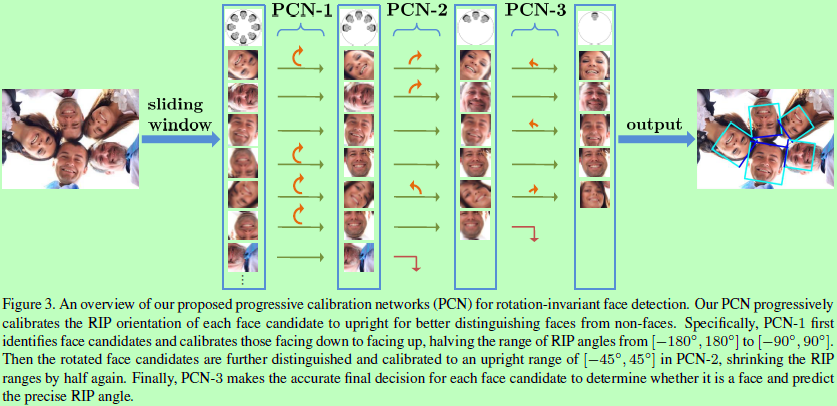 PCN-1 PCN-2 PCN-3
sliding
window
output
Figure 3. An overview of our proposed progressive calibration networks (PCN) for rotation-invariant face detection. Our PCN progressively
calibrates the RIP orientation of each face candidate to upright for better distinguishing faces from non-faces. Specifically, PCN-1 first
identifies face candidates and calibrates those facing down to facing up, halving the range of RIP angles from [−180°, 180°] to [−90°, 90°].
Then the rotated face candidates are further distinguished and calibrated to an upright range of [−45°, 45°] in PCN-2, shrinking the RIP
ranges by half again. Finally, PCN-3 makes the accurate final decision for each face candidate to determine whether it is a face and predict
the precise RIP angle.